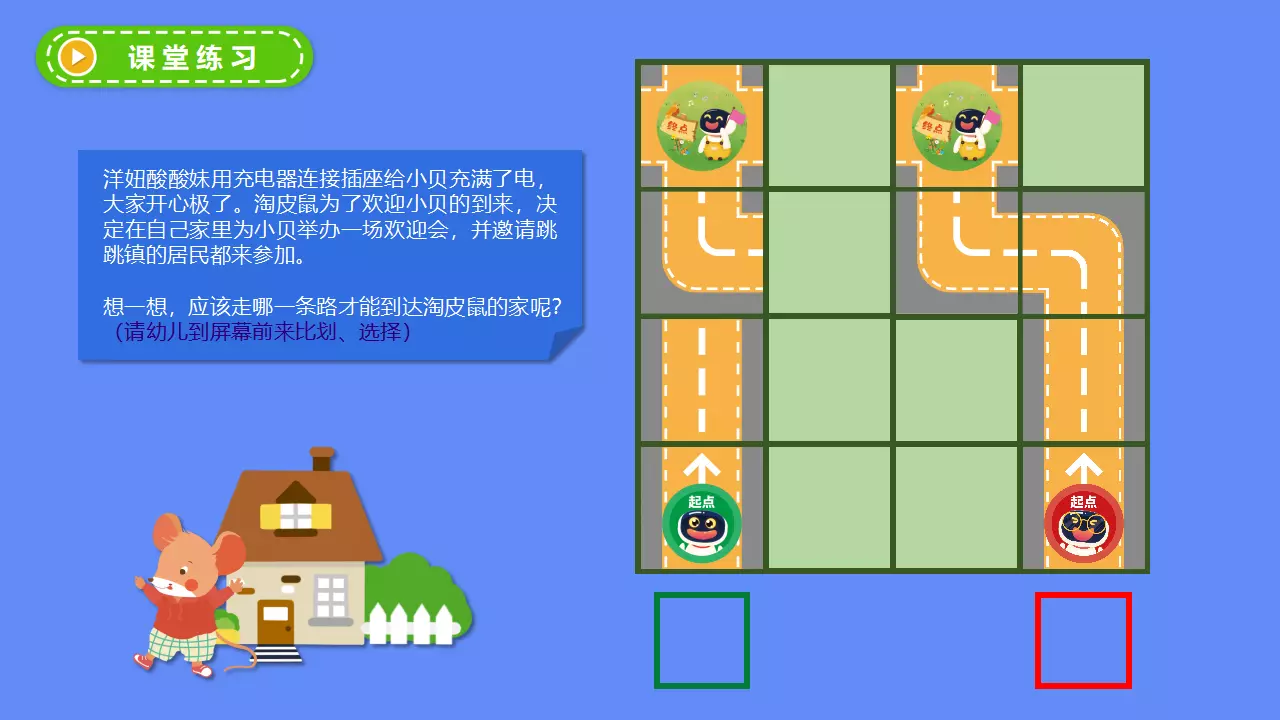 课堂练习
洋妞酸酸妹用充电器连接插座给小贝充满了电，
大家开心极了。淘皮鼠为了欢迎小贝的到来，决
定在自己家里为小贝举办一场欢迎会，并邀请跳
跳镇的居民都来参加。
想一想，应该走哪一条路才能到达淘皮鼠的家呢？
（请幼儿到屏幕前来比划、选择）
终点
终点
起点
起点